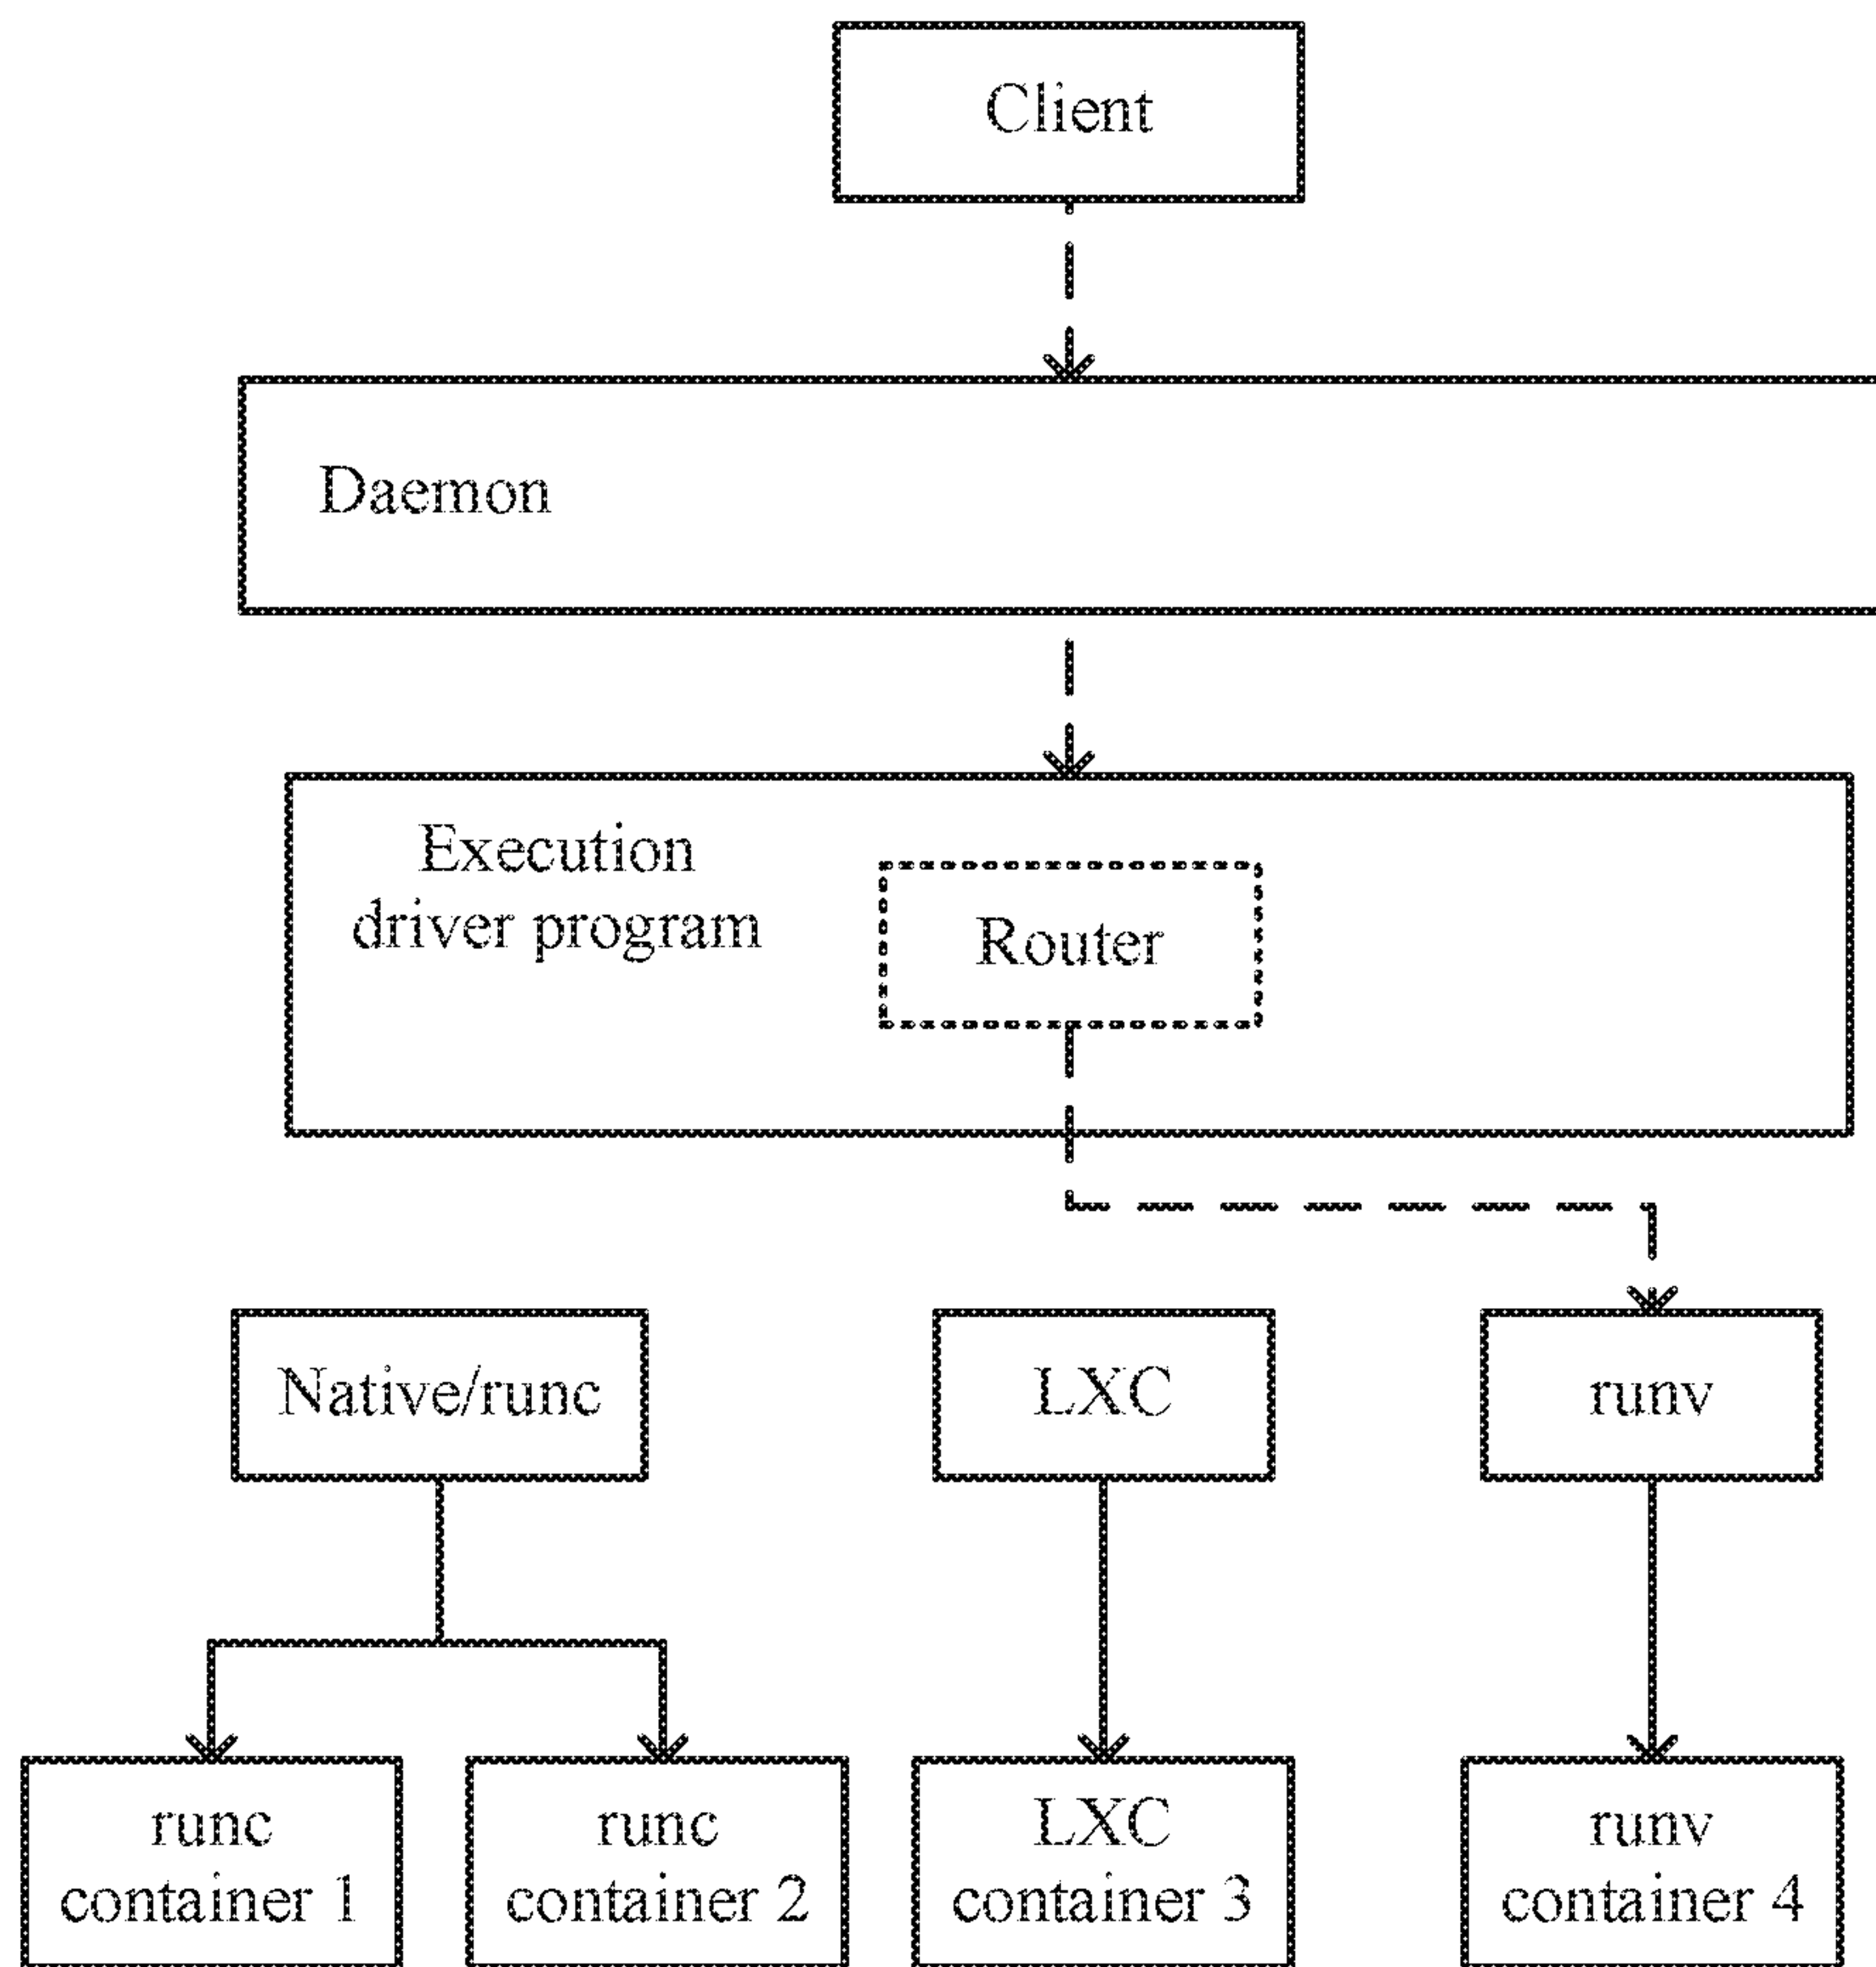 Client
Daemon
Execution
driver program
Router
Native/runc
LXC
runv
runc
container 1
runc
container 2
LXC
container 3
runv
container 4